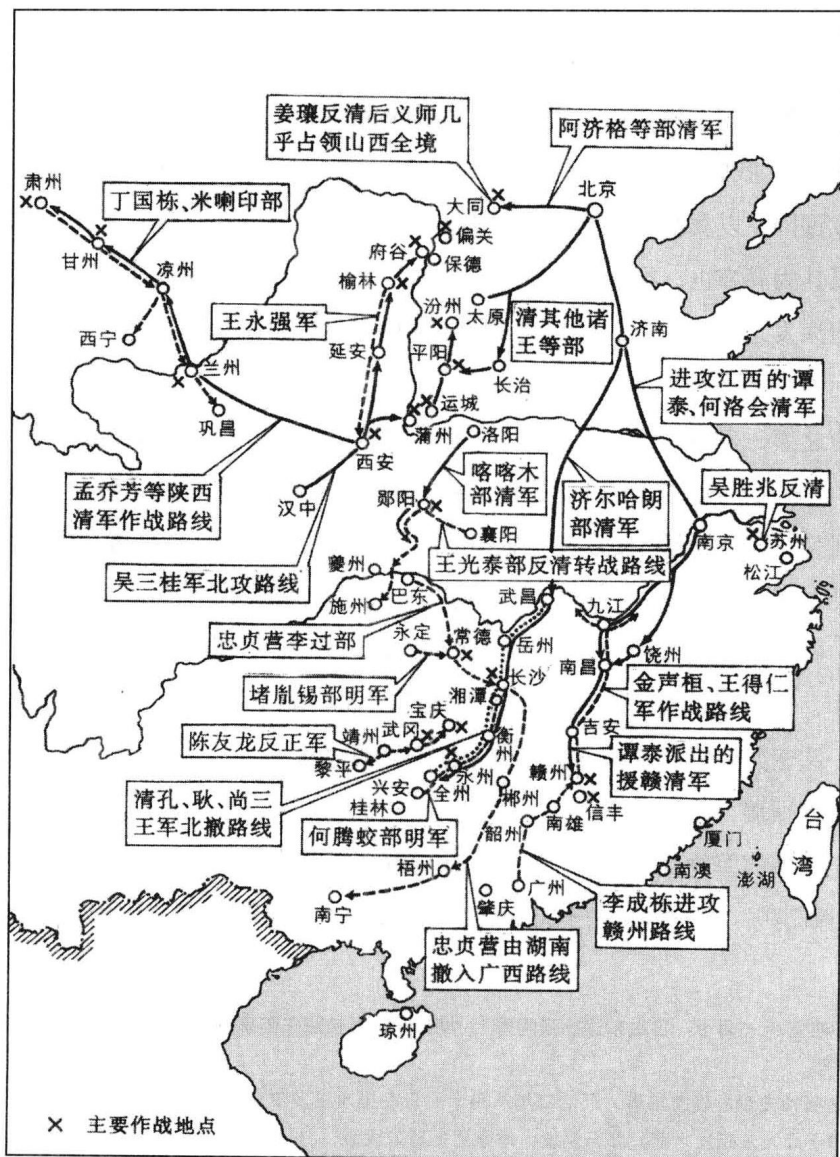 姜瓖反清后义师几
乎占领山西全境
阿济格等部清军
肃州
丁国栋、米喇印部
大同
北京
偏关
甘州
府谷
保德
凉州
榆林
汾州
太原
清其他诸
王等部
济南
西宁
王永强军
延安
平阳
长治
兰州
进攻江西的谭
泰、何洛会清军
巩昌
运城
蒲州
西安
洛阳
孟乔芳等陕西
清军作战路线
汉中
喀喀木
部清军
济尔哈朗
部清军
吴胜兆反清
郧阳
襄阳
南京
苏州
松江
吴三桂军北攻路线
王光泰部反清转战路线
夔州
施州
巴东
武昌
九江
忠贞营李过部
永定
常德
岳州
南昌
饶州
长沙
堵胤锡部明军
湘潭
金声桓、王得仁
军作战路线
陈友龙反正军
靖州
武冈
宝庆
衡州
吉安
谭泰派出的
援赣清军
黎平
永州
赣州
兴安
全州
郴州
信丰
清孔、耿、尚三
王军北撤路线
桂林
何腾蛟部明军
韶州
南雄
厦门
台湾
梧州
南澳
澎湖
南宁
肇庆
广州
李成栋进攻
赣州路线
忠贞营由湖南
撤入广西路线
琼州
× 主要作战地点